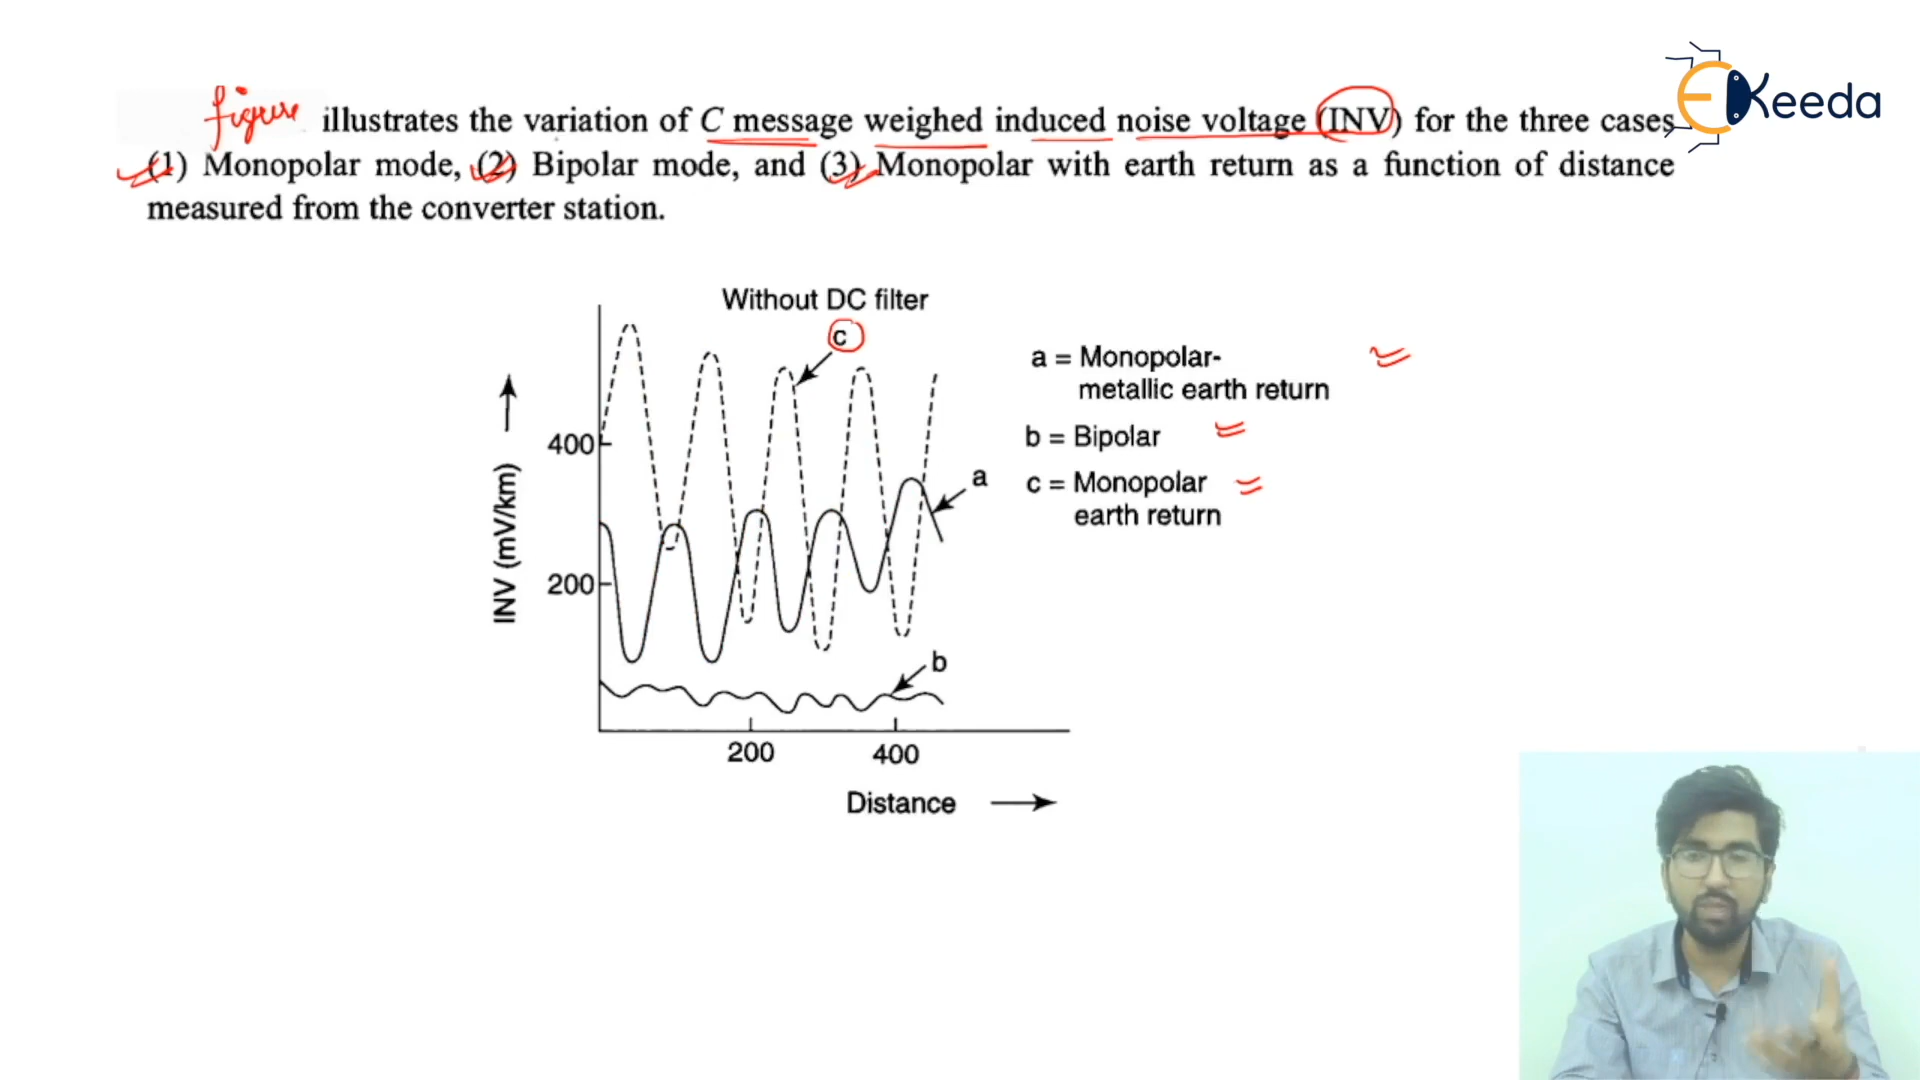 EKeeda
figure illustrates the variation of C message weighed induced noise voltage (INV) for the three cases
(1) Monopolar mode, (2) Bipolar mode, and (3) Monopolar with earth return as a function of distance
measured from the converter station.
Without DC filter
c
a = Monopolar-
metallic earth return
b = Bipolar
c = Monopolar
earth return
400
a
INV (mV/km)
200
b
200 400
Distance